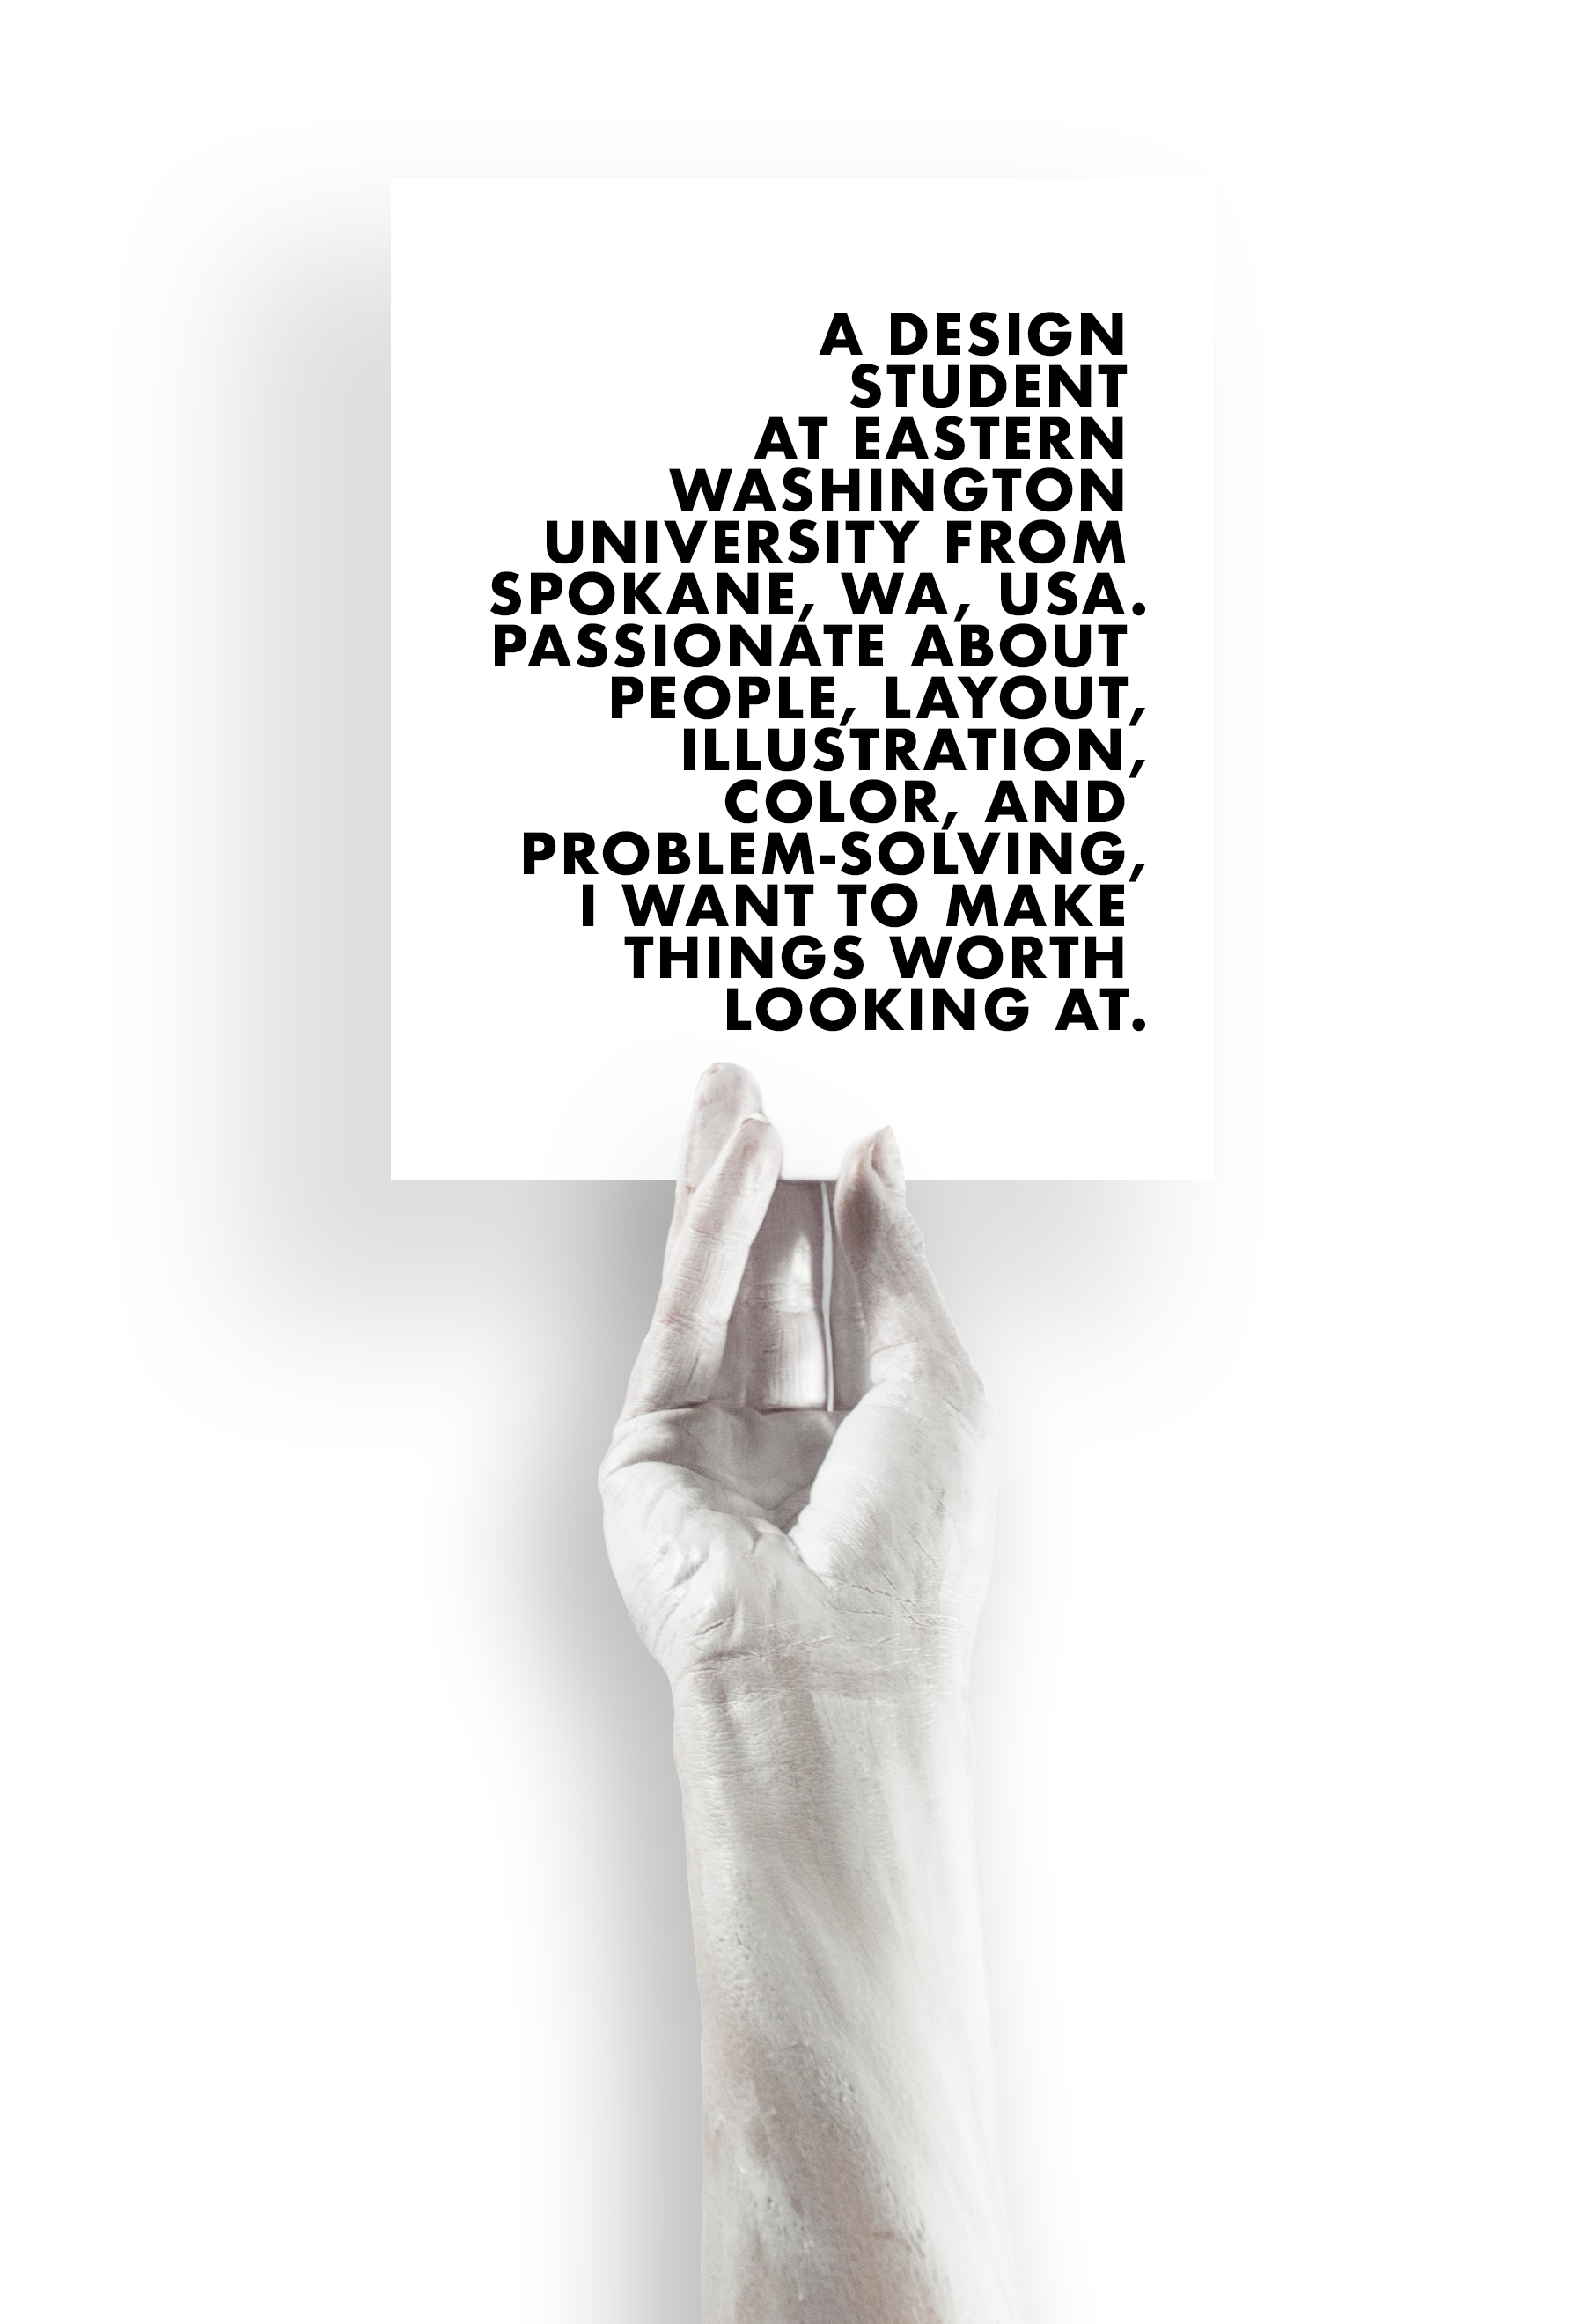 A DESIGN
STUDENT
AT EASTERN
WASHINGTON
UNIVERSITY FROM
SPOKANE, WA, USA.
PASSIONATE ABOUT
PEOPLE, LAYOUT,
ILLUSTRATION,
COLOR, AND
PROBLEM-SOLVING,
I WANT TO MAKE
THINGS WORTH
LOOKING AT.